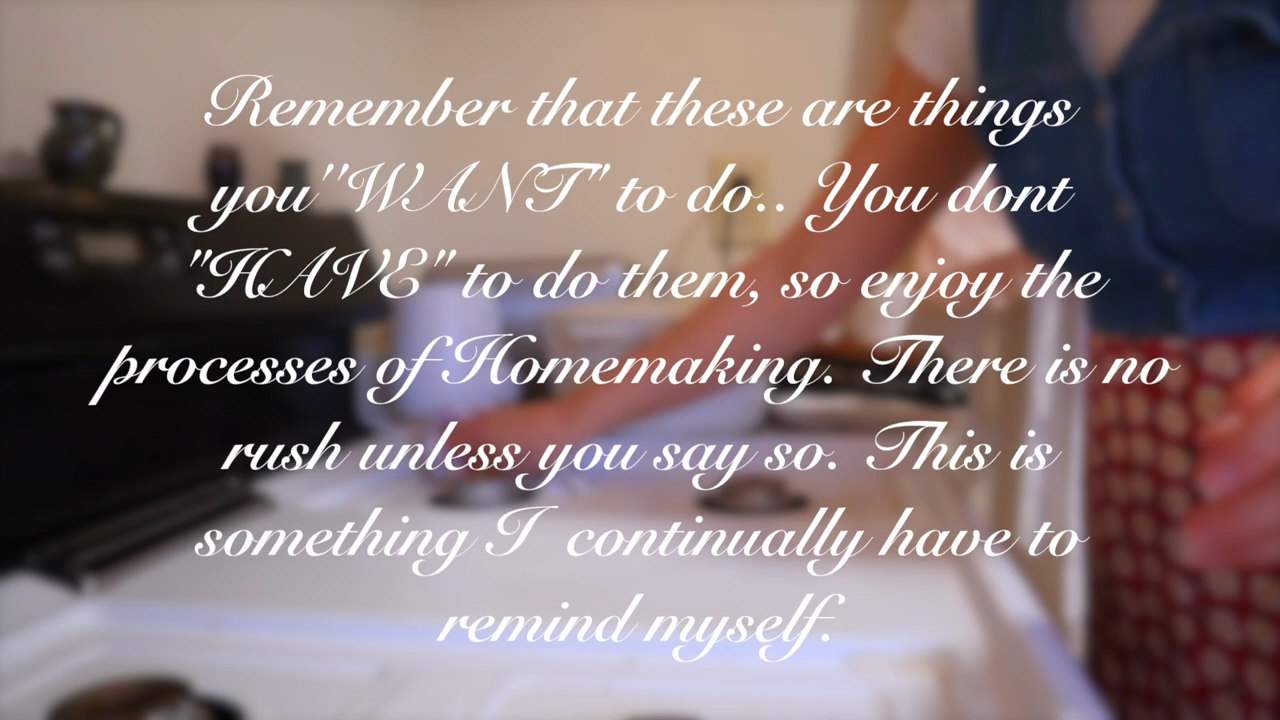 Remember that these are things
you"WANT" to do.. You dont
"HAVE" to do them, so enjoy the
processes of Homemaking. There is no
rush unless you say so. This is
something I  continually have to
remind myself.